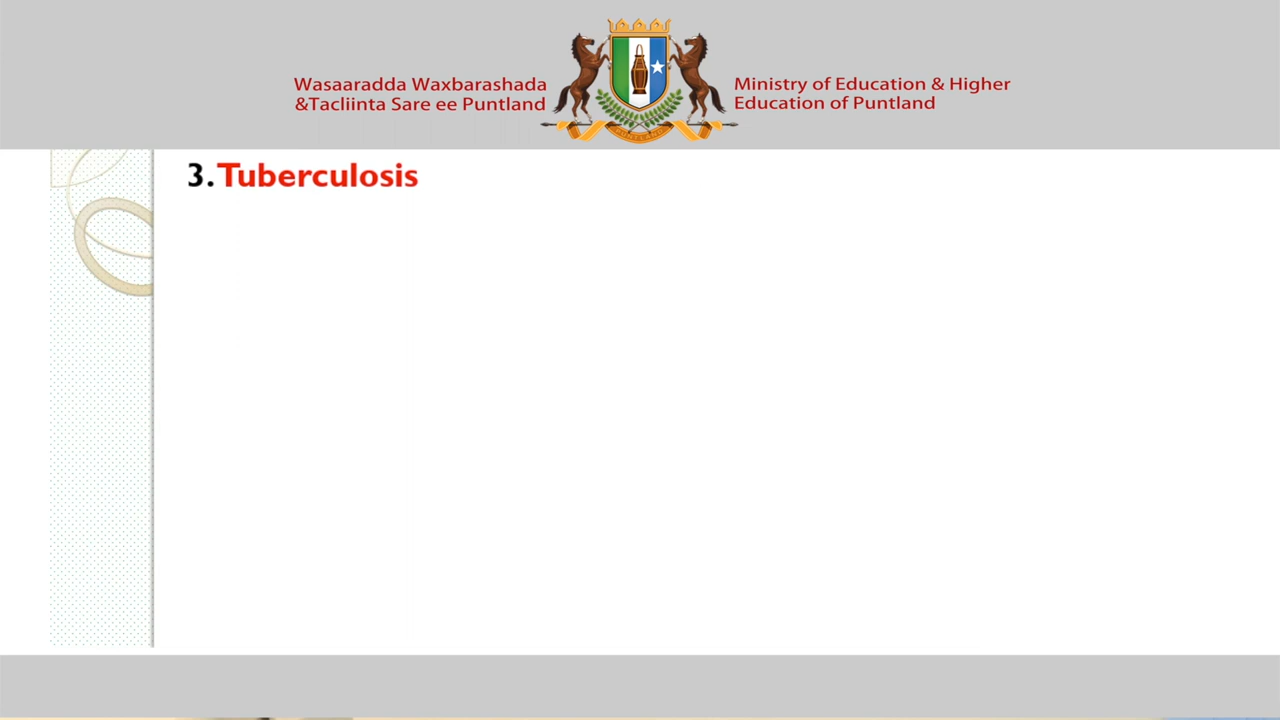 Wasaaradda Waxbarashada
&Tacliinta Sare ee Puntland
Ministry of Education & Higher
Education of Puntland
3. Tuberculosis